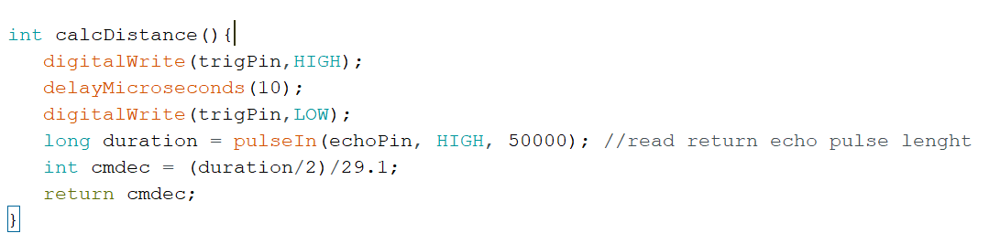 int calcDistance(){
digitalWrite(trigPin,HIGH);
delayMicroseconds(10);
digitalWrite(trigPin,LOW);
long duration = pulseIn(echoPin, HIGH, 50000); //read return echo pulse lenght
int cmdec = (duration/2)/29.1;
return cmdec;
}